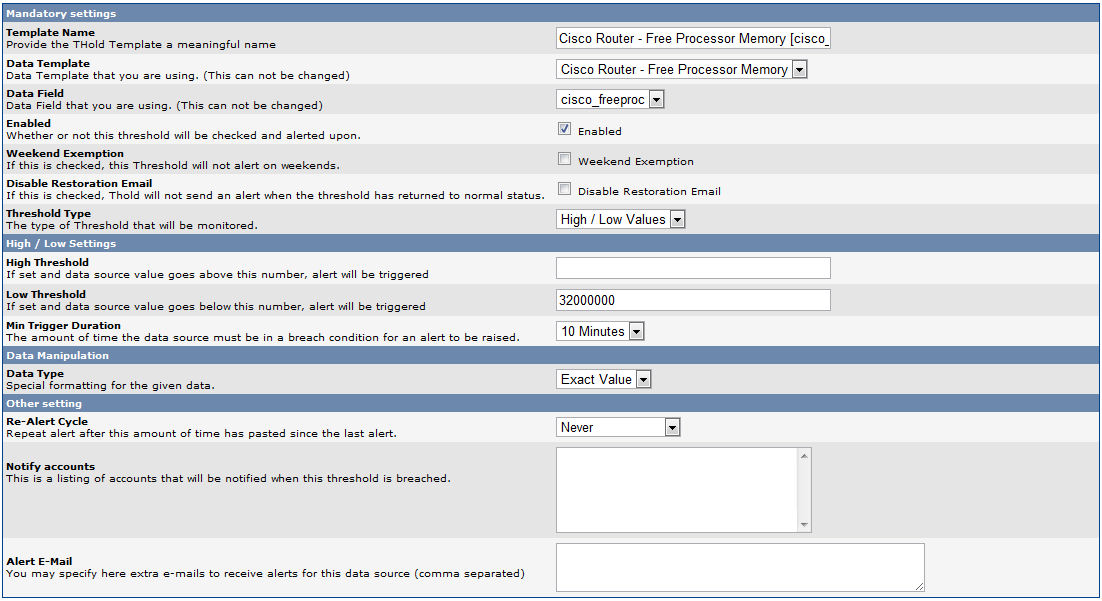 Mandatory settings
Template Name
Provide the THold Template a meaningful name
Cisco Router - Free Processor Memory [cisco_
Data Template
Data Template that you are using. (This can not be changed)
Cisco Router - Free Processor Memory
Data Field
Data Field that you are using. (This can not be changed)
cisco_freeproc
Enabled
Whether or not this threshold will be checked and alerted upon.
Enabled
Weekend Exemption
If this is checked, this Threshold will not alert on weekends.
Weekend Exemption
Disable Restoration Email
If this is checked, Thold will not send an alert when the threshold has returned to normal status.
Disable Restoration Email
Threshold Type
The type of Threshold that will be monitored.
High / Low Values
High / Low Settings
High Threshold
If set and data source value goes above this number, alert will be triggered
Low Threshold
If set and data source value goes below this number, alert will be triggered
32000000
Min Trigger Duration
The amount of time the data source must be in a breach condition for an alert to be raised.
10 Minutes
Data Manipulation
Data Type
Special formatting for the given data.
Exact Value
Other setting
Re-Alert Cycle
Repeat alert after this amount of time has pasted since the last alert.
Never
Notify accounts
This is a listing of accounts that will be notified when this threshold is breached.
Alert E-Mail
You may specify here extra e-mails to receive alerts for this data source (comma separated)